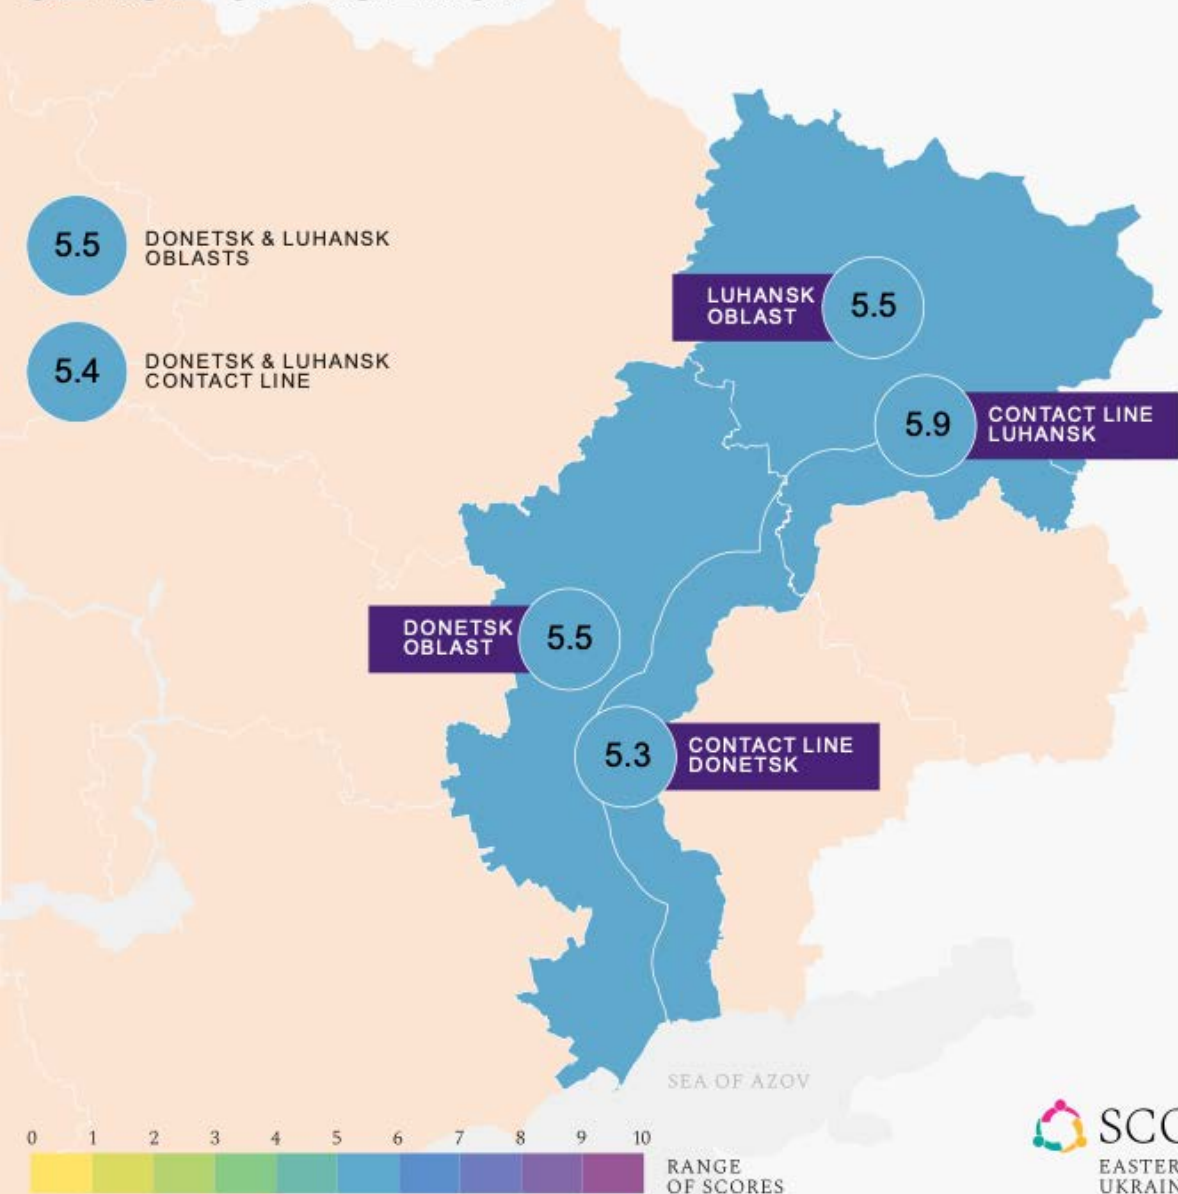 5.5
DONETSK & LUHANSK
OBLASTS
5.4
DONETSK & LUHANSK
CONTACT LINE
LUHANSK
OBLAST
5.5
5.9
CONTACT LINE
LUHANSK
DONETSK
OBLAST
5.5
5.3
CONTACT LINE
DONETSK
SEA OF AZOV
0 1 2 3 4 5 6 7 8 9 10
RANGE
OF SCORES